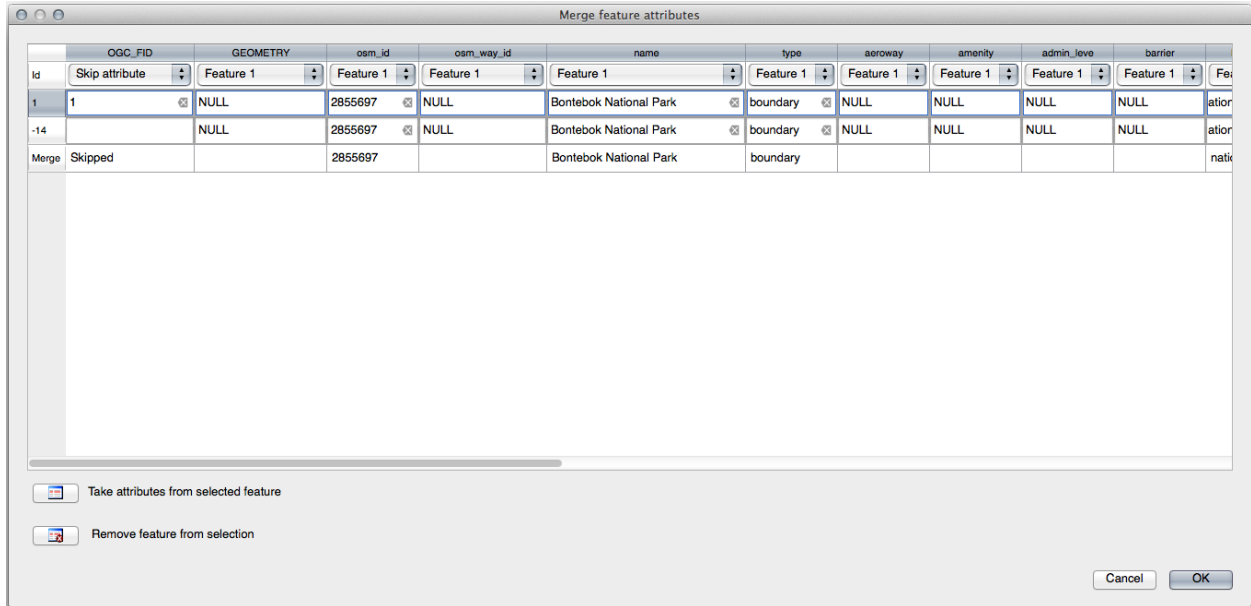 Merge feature attributes
OGC_FID GEOMETRY osm_id osm_way_id name type aeroway amenity admin_leve barrier
Id Skip attribute Feature 1 Feature 1 Feature 1 Feature 1 Feature 1 Feature 1 Feature 1 Feature 1 Feature 1 Fea
1 1 NULL 2855697 NULL Bontebok National Park boundary NULL NULL NULL NULL ation
-14 NULL 2855697 NULL Bontebok National Park boundary NULL NULL NULL NULL ation
Merge Skipped 2855697 Bontebok National Park boundary natio
Take attributes from selected feature
Remove feature from selection
Cancel OK